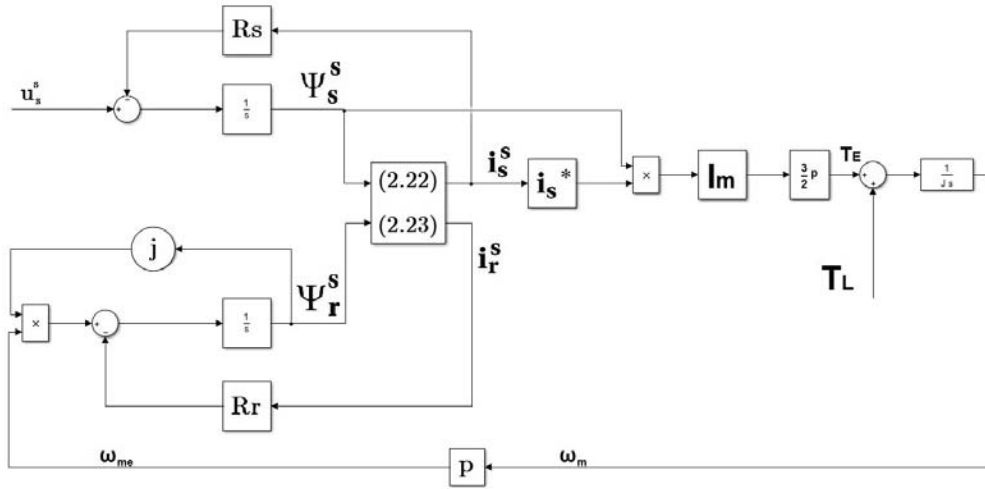 Rs
u_s^s
1/s
Ψ_s^s
(2.22)
(2.23)
i_s^s
i_s*
i_r^s
×
Im
3/2 p
T_E
1/Js
T_L
j
×
1/s
Ψ_r^s
Rr
ω_me
p
ω_m